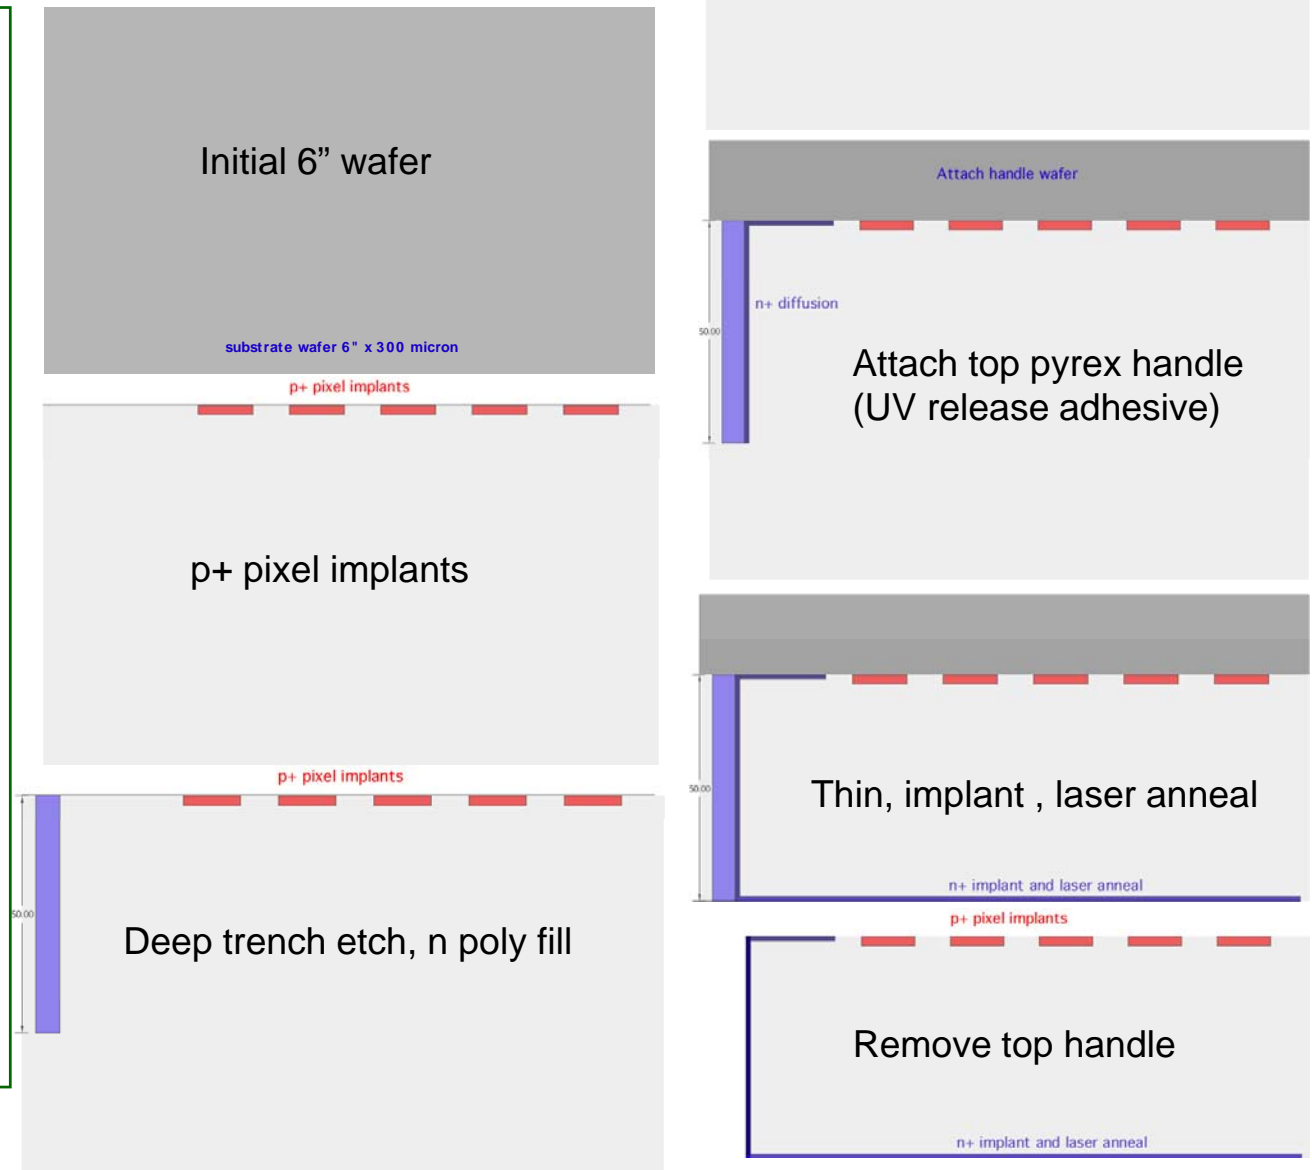 Initial 6” wafer
substrate wafer 6" x 300 micron
p+ pixel implants
p+ pixel implants
p+ pixel implants
50.00
Deep trench etch, n poly fill
Attach handle wafer
n+ diffusion
50.00
Attach top pyrex handle
(UV release adhesive)
50.00
Thin, implant , laser anneal
n+ implant and laser anneal
p+ pixel implants
Remove top handle
n+ implant and laser anneal